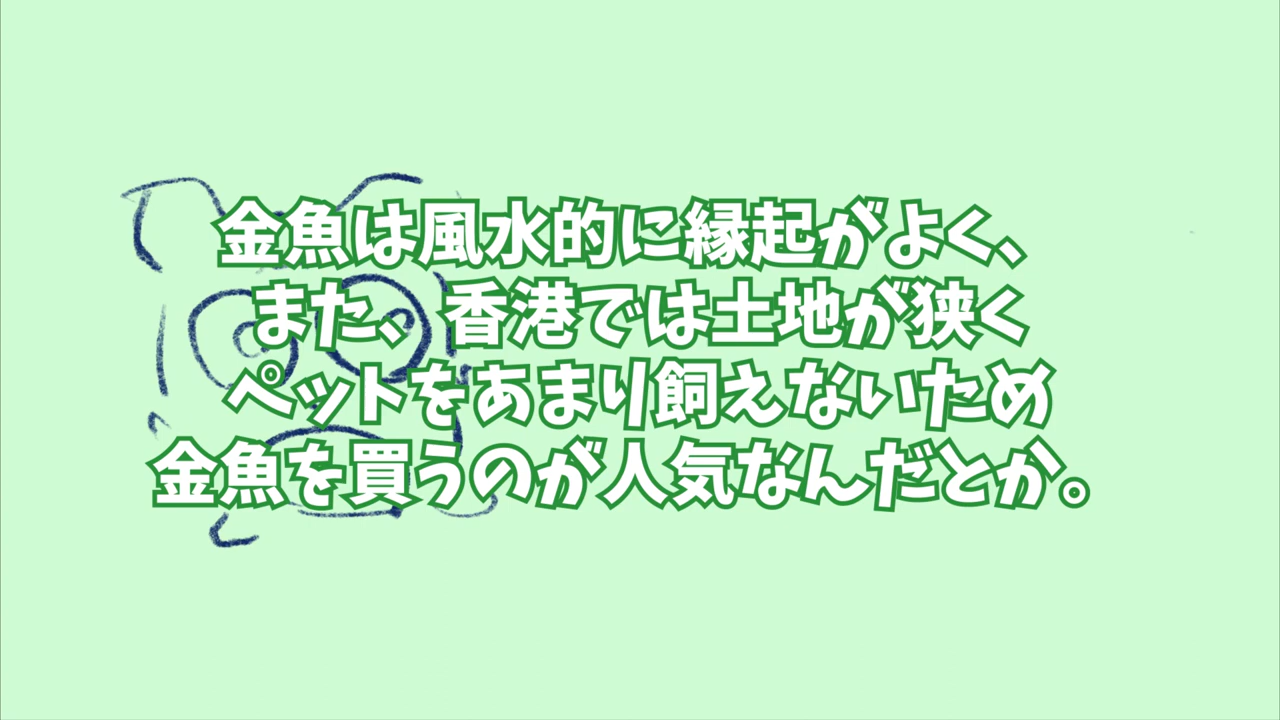 金魚は風水的に縁起がよく、
また、香港では土地が狭く
ペットをあまり飼えないため
金魚を買うのが人気なんだとか。